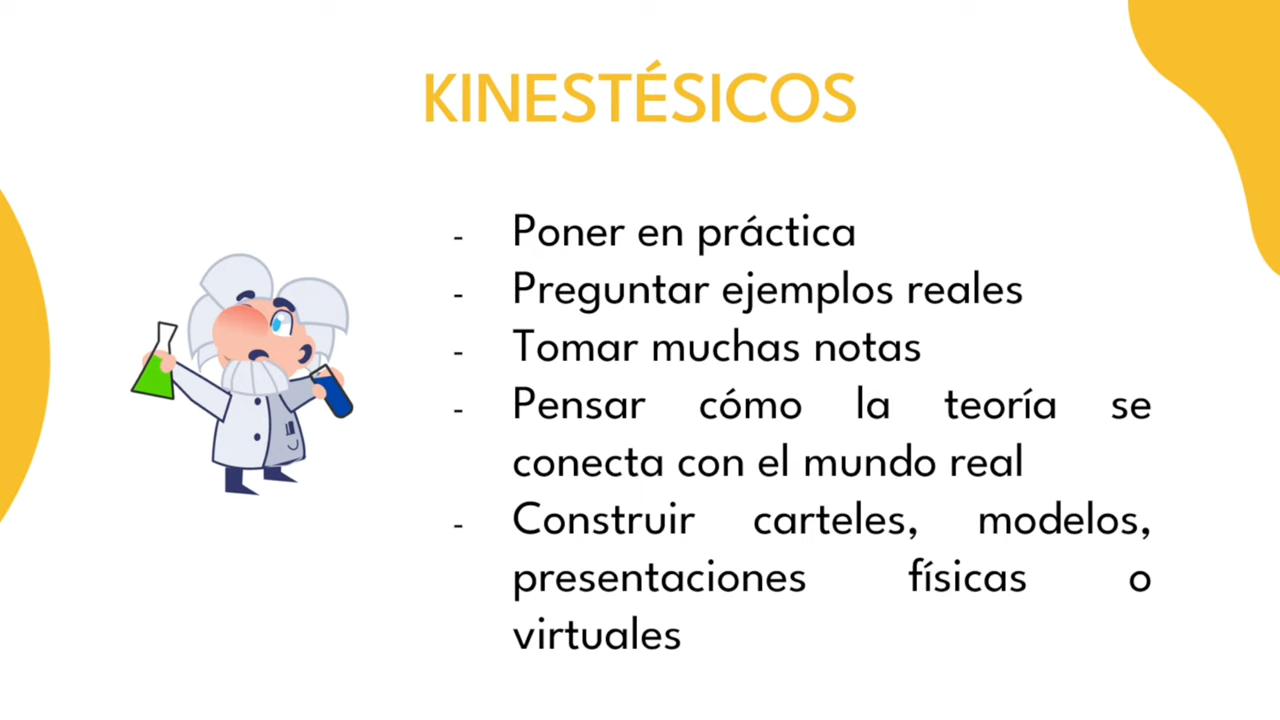 KINESTÉSICOS
- Poner en práctica
- Preguntar ejemplos reales
- Tomar muchas notas
- Pensar cómo la teoría se
conecta con el mundo real
- Construir carteles, modelos,
presentaciones físicas o
virtuales